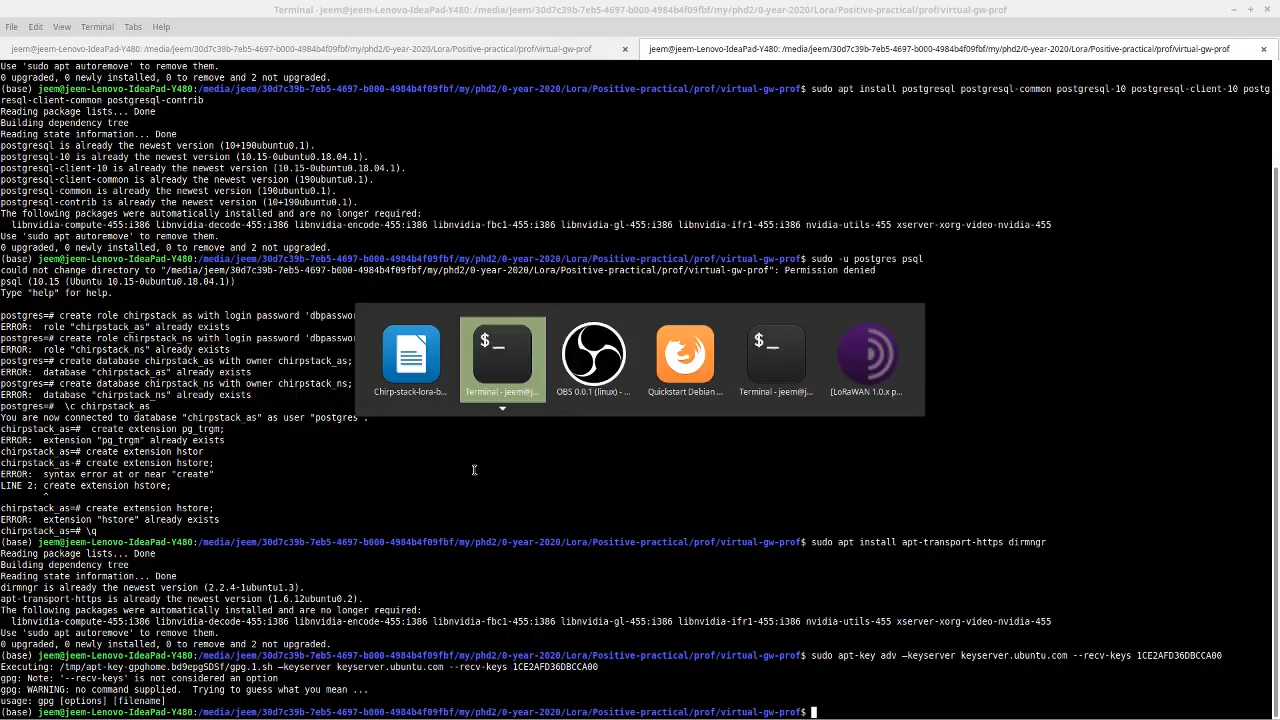 Terminal - jeem@jeem-Lenovo-IdeaPad-Y480: /media/jeem/30d7c39b-7eb5-4697-b000-4984b4f09fbf/my/phd2/0-year-2020/Lora/Positive-practical/prof/virtual-gw-prof
File Edit View Terminal Tabs Help
jeem@jeem-Lenovo-IdeaPad-Y480: /media/jeem/30d7c39b-7eb5-4697-b000-4984b4f09fbf/my/phd2/0-year-2020/Lora/Positive-practical/prof/virtual-gw-prof
jeem@jeem-Lenovo-IdeaPad-Y480: /media/jeem/30d7c39b-7eb5-4697-b000-4984b4f09fbf/my/phd2/0-year-2020/Lora/Positive-practical/prof/virtual-gw-prof
Use 'sudo apt autoremove' to remove them.
0 upgraded, 0 newly installed, 0 to remove and 2 not upgraded.
(base) jeem@jeem-Lenovo-IdeaPad-Y480:/media/jeem/30d7c39b-7eb5-4697-b000-4984b4f09fbf/my/phd2/0-year-2020/Lora/Positive-practical/prof/virtual-gw-prof$ sudo apt install postgresql postgresql-common postgresql-10 postgresql-client-10 postg
resql-client-common postgresql-contrib
Reading package lists... Done
Building dependency tree
Reading state information... Done
postgresql is already the newest version (10+190ubuntu0.1).
postgresql-10 is already the newest version (10.15-0ubuntu0.18.04.1).
postgresql-client-10 is already the newest version (10.15-0ubuntu0.18.04.1).
postgresql-client-common is already the newest version (190ubuntu0.1).
postgresql-common is already the newest version (190ubuntu0.1).
postgresql-contrib is already the newest version (10+190ubuntu0.1).
The following packages were automatically installed and are no longer required:
libnvidia-compute-455:i386 libnvidia-decode-455:i386 libnvidia-encode-455:i386 libnvidia-fbc1-455:i386 libnvidia-gl-455:i386 libnvidia-ifr1-455:i386 nvidia-utils-455 xserver-xorg-video-nvidia-455
Use 'sudo apt autoremove' to remove them.
0 upgraded, 0 newly installed, 0 to remove and 2 not upgraded.
(base) jeem@jeem-Lenovo-IdeaPad-Y480:/media/jeem/30d7c39b-7eb5-4697-b000-4984b4f09fbf/my/phd2/0-year-2020/Lora/Positive-practical/prof/virtual-gw-prof$ sudo -u postgres psql
could not change directory to "/media/jeem/30d7c39b-7eb5-4697-b000-4984b4f09fbf/my/phd2/0-year-2020/Lora/Positive-practical/prof/virtual-gw-prof": Permission denied
psql (10.15 (Ubuntu 10.15-0ubuntu0.18.04.1))
Type "help" for help.
postgres=# create role chirpstack_as with login password 'dbpasswor
ERROR:  role "chirpstack_as" already exists
postgres=# create role chirpstack_ns with login password 'dbpasswor
ERROR:  role "chirpstack_ns" already exists
postgres=# create database chirpstack_as with owner chirpstack_as;
ERROR:  database "chirpstack_as" already exists
postgres=# create database chirpstack_ns with owner chirpstack_ns;
ERROR:  database "chirpstack_ns" already exists
postgres=#  \c chirpstack_as
You are now connected to database "chirpstack_as" as user "postgres".
chirpstack_as=#  create extension pg_trgm;
ERROR:  extension "pg_trgm" already exists
chirpstack_as=# create extension hstor
chirpstack_as-# create extension hstore;
ERROR:  syntax error at or near "create"
LINE 2: create extension hstore;
^
chirpstack_as=# create extension hstore;
ERROR:  extension "hstore" already exists
chirpstack_as=# \q
(base) jeem@jeem-Lenovo-IdeaPad-Y480:/media/jeem/30d7c39b-7eb5-4697-b000-4984b4f09fbf/my/phd2/0-year-2020/Lora/Positive-practical/prof/virtual-gw-prof$ sudo apt install apt-transport-https dirmngr
Reading package lists... Done
Building dependency tree
Reading state information... Done
dirmngr is already the newest version (2.2.4-1ubuntu1.3).
apt-transport-https is already the newest version (1.6.12ubuntu0.2).
The following packages were automatically installed and are no longer required:
libnvidia-compute-455:i386 libnvidia-decode-455:i386 libnvidia-encode-455:i386 libnvidia-fbc1-455:i386 libnvidia-gl-455:i386 libnvidia-ifr1-455:i386 nvidia-utils-455 xserver-xorg-video-nvidia-455
Use 'sudo apt autoremove' to remove them.
0 upgraded, 0 newly installed, 0 to remove and 2 not upgraded.
(base) jeem@jeem-Lenovo-IdeaPad-Y480:/media/jeem/30d7c39b-7eb5-4697-b000-4984b4f09fbf/my/phd2/0-year-2020/Lora/Positive-practical/prof/virtual-gw-prof$ sudo apt-key adv –keyserver keyserver.ubuntu.com --recv-keys 1CE2AFD36DBCCA00
Executing: /tmp/apt-key-gpghome.bd9epgSDSf/gpg.1.sh –keyserver keyserver.ubuntu.com --recv-keys 1CE2AFD36DBCCA00
gpg: Note: '--recv-keys' is not considered an option
gpg: WARNING: no command supplied.  Trying to guess what you mean ...
usage: gpg [options] [filename]
(base) jeem@jeem-Lenovo-IdeaPad-Y480:/media/jeem/30d7c39b-7eb5-4697-b000-4984b4f09fbf/my/phd2/0-year-2020/Lora/Positive-practical/prof/virtual-gw-prof$
$ _
$ _
Chirp-stack-lora-b... Terminal - jeem@j... OBS 0.0.1 (linux) - ... Quickstart Debian ... Terminal - jeem@j... [LoRaWAN 1.0.x p...